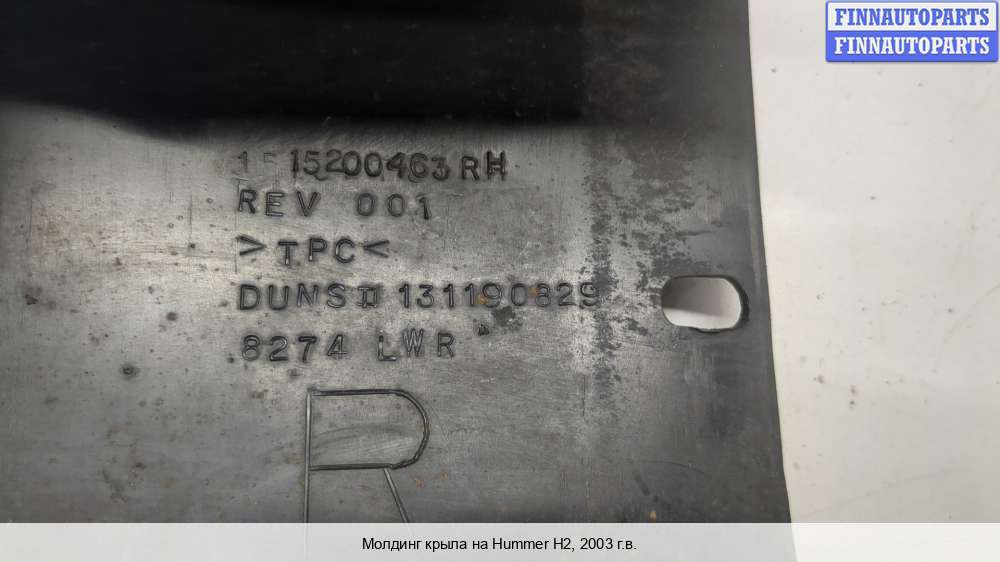 FINNAUTOPARTS
FINNAUTOPARTS
15200463 RH
REV 001
>TPC<
DUNS 131190829
8274 LWR
R
Молдинг крыла на Hummer H2, 2003 г.в.